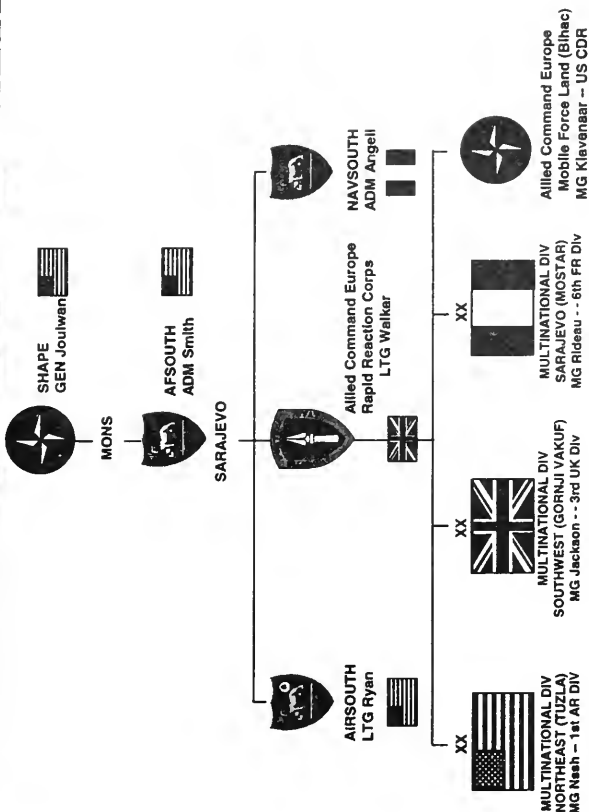 SHAPE
GEN Joulwan
MONS
AFSOUTH
ADM Smith
SARAJEVO
AIRSOUTH
LTG Ryan
Allied Command Europe
Rapid Reaction Corps
LTG Walkar
NAVSOUTH
ADM Angeli
XX
MULTINATIONAL DIV
NORTHEAST (TUZLA)
MG Nash – 1st AR DIV
XX
MULTINATIONAL DIV
SOUTHWEST (GORNJI VAKUF)
MG Jackson - - 3rd UK Div
XX
MULTINATIONAL DIV
SARAJEVO (MOSTAR)
MG Rideau - - 6th FR Div
Allied Command Europe
Mobile Force Land (Bihac)
MG Klevenaar -- US CDR